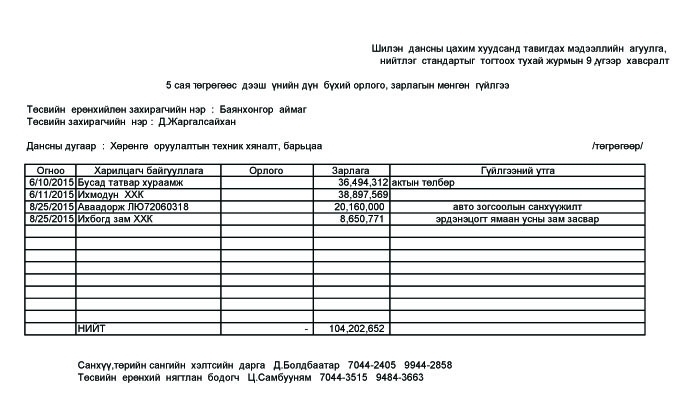 Шилэн дансны цахим хуудсанд тавигдах мэдээллийн агуулга,
нийтлэг стандартыг тогтоох тухай журмын 9 дүгээр хавсралт
5 сая төгрөгөөс дээш үнийн дүн бүхий орлого, зарлагын мөнгөн гүйлгээ
Төсвийн ерөнхийлөн захирагчийн нэр : Баянхонгор аймаг
Төсвийн захирагчийн нэр : Д.Жаргалсайхан
Дансны дугаар : Хөрөнгө оруулалтын техник хяналт, барьцаа /төгрөгөөр/
Огноо Харилцагч байгууллага Орлого Зарлага Гүйлгээний утга
6/10/2015 Бусад татвар хураамж 36,494,312 актын төлбөр
6/11/2015 Ихмодун ХХК 38,897,569
8/25/2015 Аваадорж ЛЮ72060318 20,160,000 авто зогсоолын санхүүжилт
8/25/2015 Ихбогд зам ХХК 8,650,771 эрдэнэцогт ямаан усны зам засвар
НИЙТ - 104,202,652
Санхүү,төрийн сангийн хэлтсийн дарга Д.Болдбаатар 7044-2405 9944-2858
Төсвийн ерөнхий нягтлан бодогч Ц.Самбууням 7044-3515 9484-3663